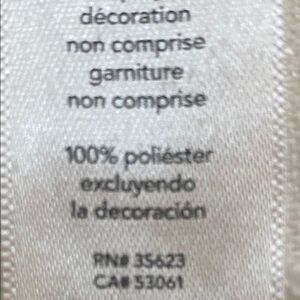 décoration
non comprise
garniture
non comprise
100% poliéster
excluyendo
la decoración
RN# 35623
CA# 53061